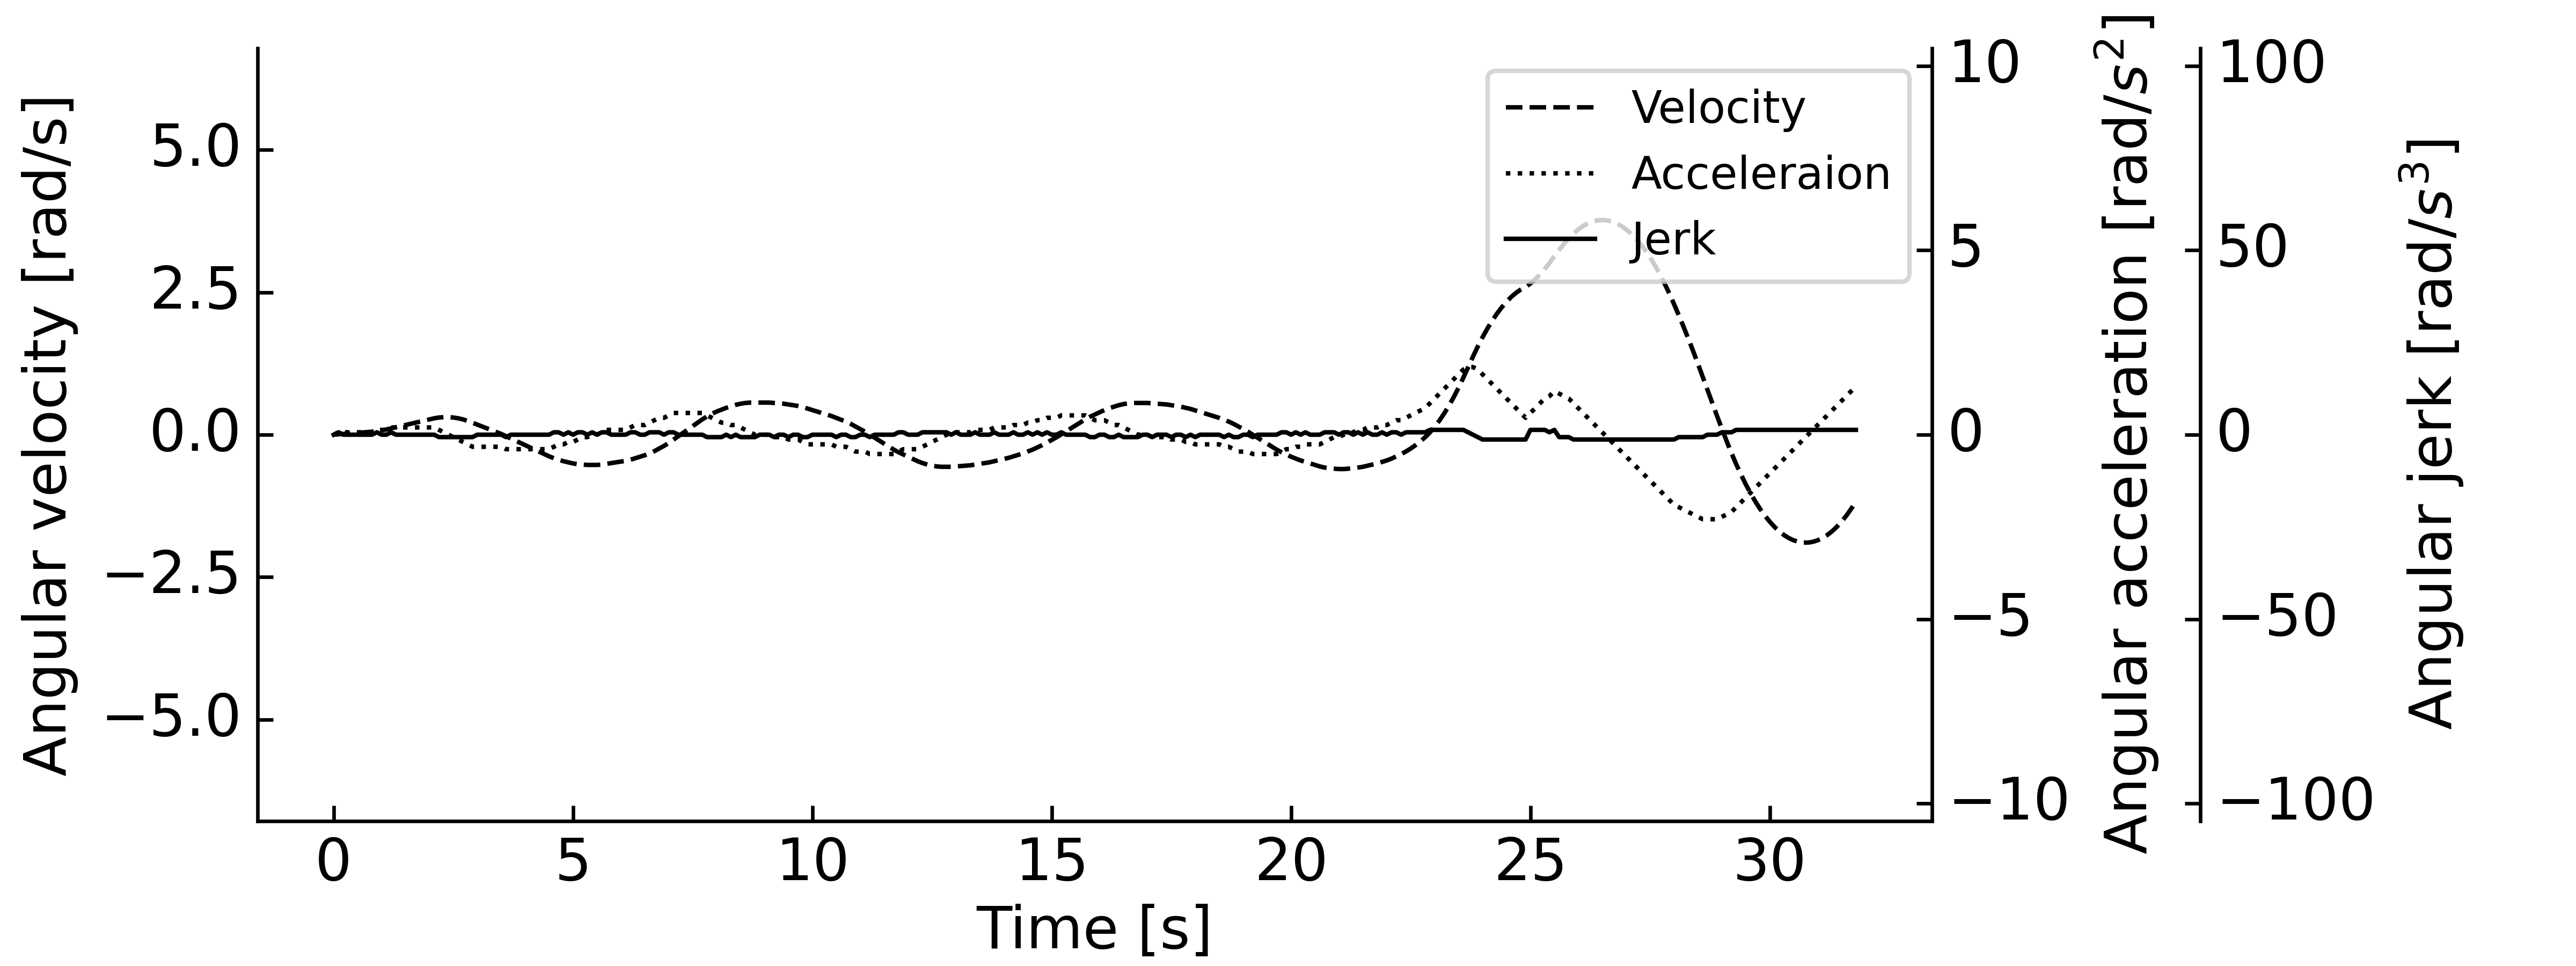 Angular velocity [rad/s]
5.0
2.5
0.0
−2.5
−5.0
Velocity
Acceleraion
Jerk
10
5
0
−5
−10
Angular acceleration [rad/s²]
100
50
0
−50
−100
Angular jerk [rad/s³]
0 5 10 15 20 25 30
Time [s]